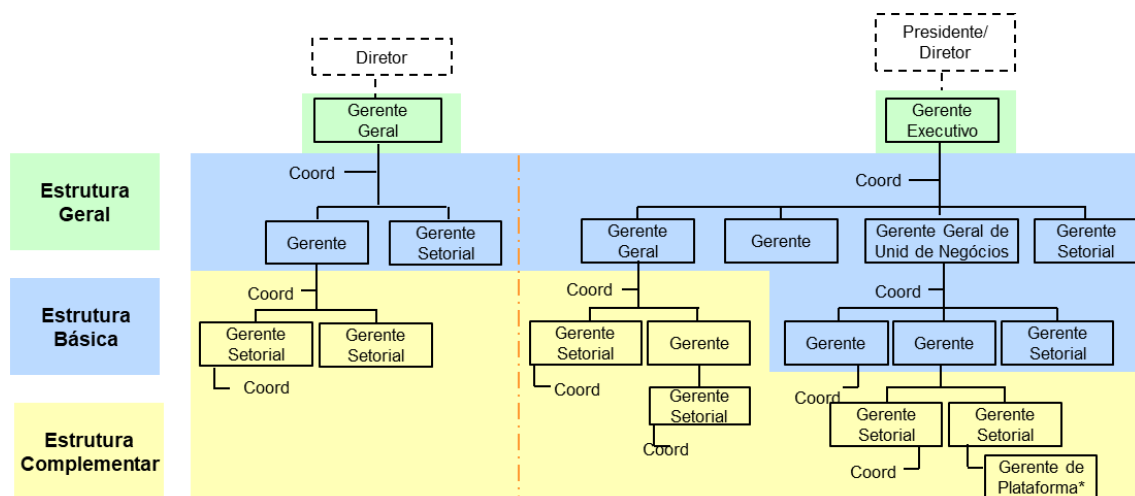 Presidente/
Diretor
Diretor
Gerente
Geral
Gerente
Executivo
Estrutura
Geral
Coord
Coord
Gerente
Gerente
Setorial
Gerente
Geral
Gerente
Gerente Geral de
Unid de Negócios
Gerente
Setorial
Estrutura
Básica
Coord
Coord
Coord
Gerente
Setorial
Gerente
Setorial
Gerente
Setorial
Gerente
Gerente
Gerente
Gerente
Setorial
Coord
Coord
Coord
Estrutura
Complementar
Gerente
Setorial
Gerente
Setorial
Gerente
Setorial
Coord
Coord
Gerente de
Plataforma*